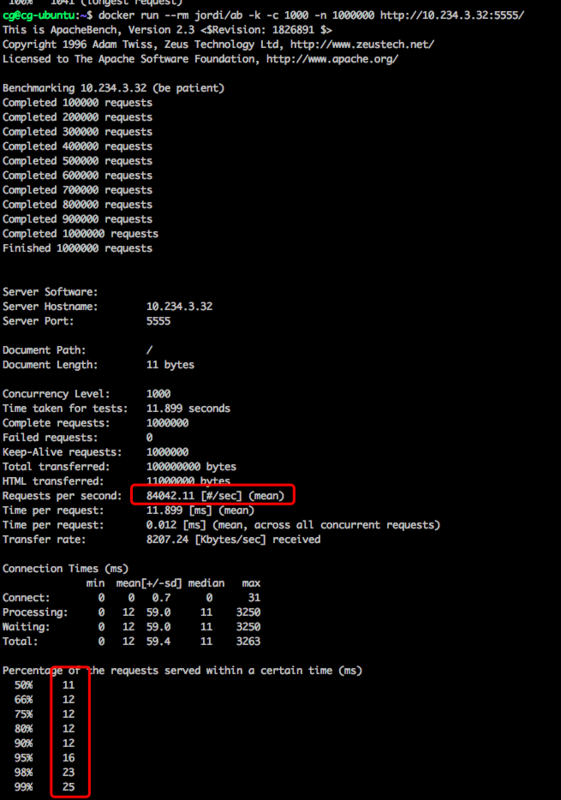 100% 1041 (longest request)
cg@cg-ubuntu:~$ docker run --rm jordi/ab -k -c 1000 -n 1000000 http://10.234.3.32:5555/
This is ApacheBench, Version 2.3 <$Revision: 1826891 $>
Copyright 1996 Adam Twiss, Zeus Technology Ltd, http://www.zeustech.net/
Licensed to The Apache Software Foundation, http://www.apache.org/
Benchmarking 10.234.3.32 (be patient)
Completed 100000 requests
Completed 200000 requests
Completed 300000 requests
Completed 400000 requests
Completed 500000 requests
Completed 600000 requests
Completed 700000 requests
Completed 800000 requests
Completed 900000 requests
Completed 1000000 requests
Finished 1000000 requests
Server Software:
Server Hostname: 10.234.3.32
Server Port: 5555
Document Path: /
Document Length: 11 bytes
Concurrency Level: 1000
Time taken for tests: 11.899 seconds
Complete requests: 1000000
Failed requests: 0
Keep-Alive requests: 1000000
Total transferred: 100000000 bytes
HTML transferred: 11000000 bytes
Requests per second: 84042.11 [#/sec] (mean)
Time per request: 11.899 [ms] (mean)
Time per request: 0.012 [ms] (mean, across all concurrent requests)
Transfer rate: 8207.24 [Kbytes/sec] received
Connection Times (ms)
min mean[+/-sd] median max
Connect: 0 0 0.7 0 31
Processing: 0 12 59.0 11 3250
Waiting: 0 12 59.0 11 3250
Total: 0 12 59.4 11 3263
Percentage of the requests served within a certain time (ms)
50% 11
66% 12
75% 12
80% 12
90% 12
95% 16
98% 23
99% 25